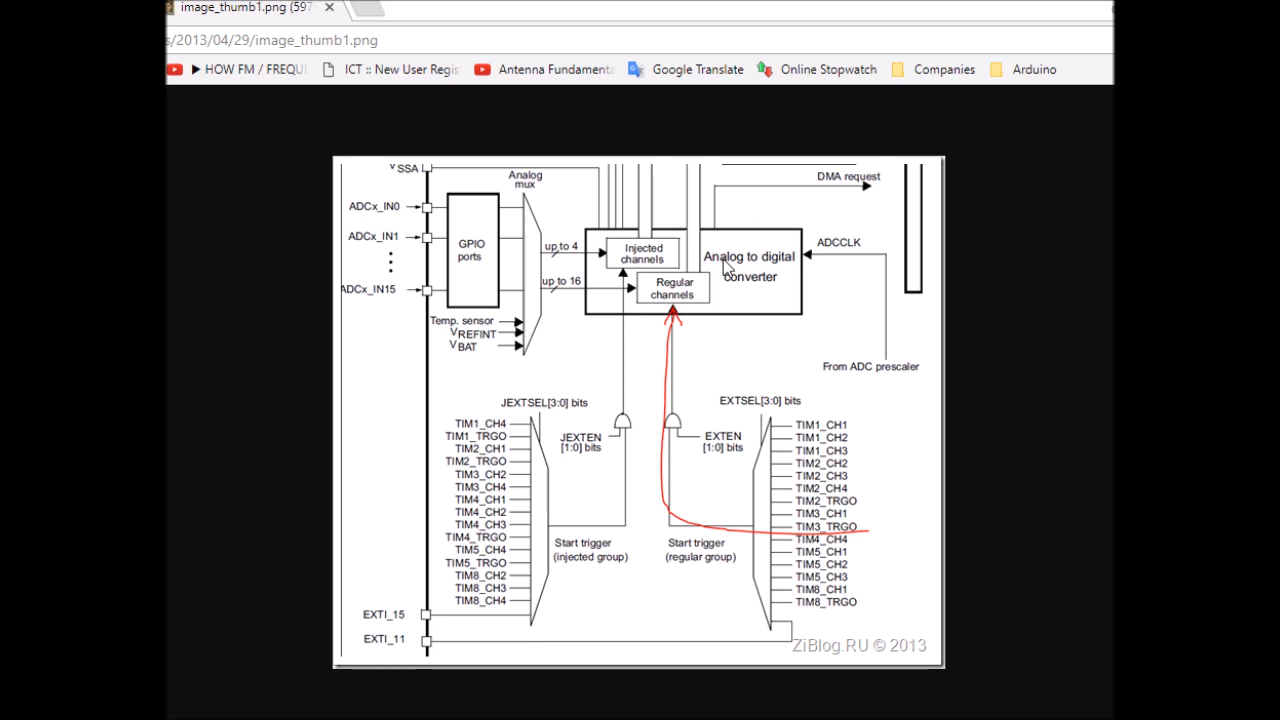 image_thumb1.png (597
s/2013/04/29/image_thumb1.png
▶ HOW FM / FREQU
ICT :: New User Regis
Antenna Fundamenta
Google Translate
Online Stopwatch
Companies
Arduino
VSSA
Analog
mux
DMA request
ADCx_IN0
ADCx_IN1
ADCx_IN15
GPIO
ports
up to 4
up to 16
Injected
channels
Regular
channels
Analog to digital
converter
ADCCLK
Temp. sensor
VREFINT
VBAT
From ADC prescaler
JEXTSEL[3:0] bits
EXTSEL[3:0] bits
TIM1_CH4
TIM1_TRGO
TIM2_CH1
TIM2_TRGO
TIM3_CH2
TIM3_CH4
TIM4_CH1
TIM4_CH2
TIM4_CH3
TIM4_TRGO
TIM5_CH4
TIM5_TRGO
TIM8_CH2
TIM8_CH3
TIM8_CH4
JEXTEN
[1:0] bits
EXTEN
[1:0] bits
Start trigger
(injected group)
Start trigger
(regular group)
TIM1_CH1
TIM1_CH2
TIM1_CH3
TIM2_CH2
TIM2_CH3
TIM2_CH4
TIM2_TRGO
TIM3_CH1
TIM3_TRGO
TIM4_CH4
TIM5_CH1
TIM5_CH2
TIM5_CH3
TIM8_CH1
TIM8_TRGO
EXTI_15
EXTI_11
ZiBlog.RU © 2013